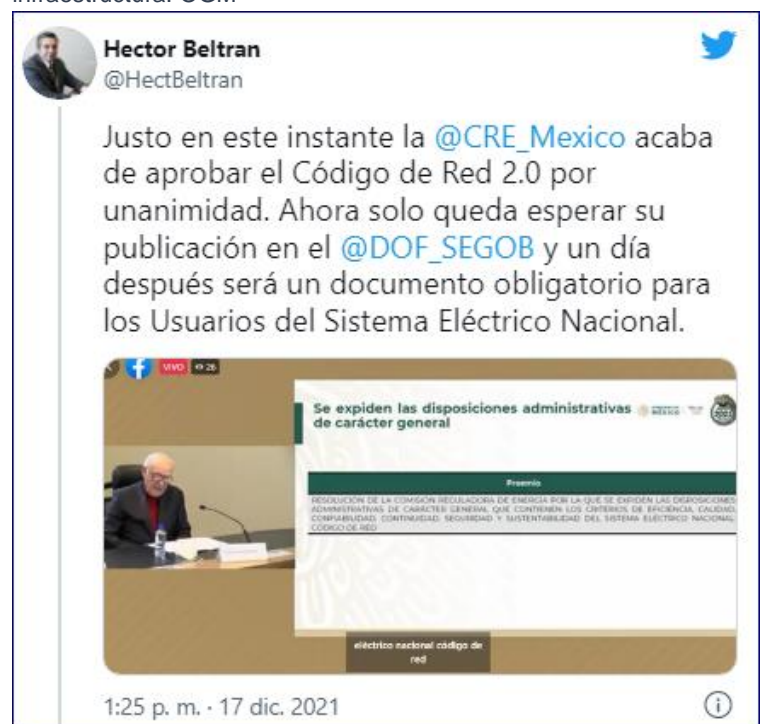 Hector Beltran
@HectBeltran
Justo en este instante la @CRE_Mexico acaba
de aprobar el Código de Red 2.0 por
unanimidad. Ahora solo queda esperar su
publicación en el @DOF_SEGOB y un día
después será un documento obligatorio para
los Usuarios del Sistema Eléctrico Nacional.
VIVO 26
Se expiden las disposiciones administrativas
de carácter general
Proemio
RESOLUCIÓN DE LA COMISIÓN REGULADORA DE ENERGÍA POR LA QUE SE EXPIDEN LAS DISPOSICIONES
ADMINISTRATIVAS DE CARÁCTER GENERAL QUE CONTIENEN LOS CRITERIOS DE EFICIENCIA, CALIDAD,
CONFIABILIDAD, CONTINUIDAD, SEGURIDAD Y SUSTENTABILIDAD DEL SISTEMA ELÉCTRICO NACIONAL:
CÓDIGO DE RED
eléctrico nacional código de
red
1:25 p. m. · 17 dic. 2021